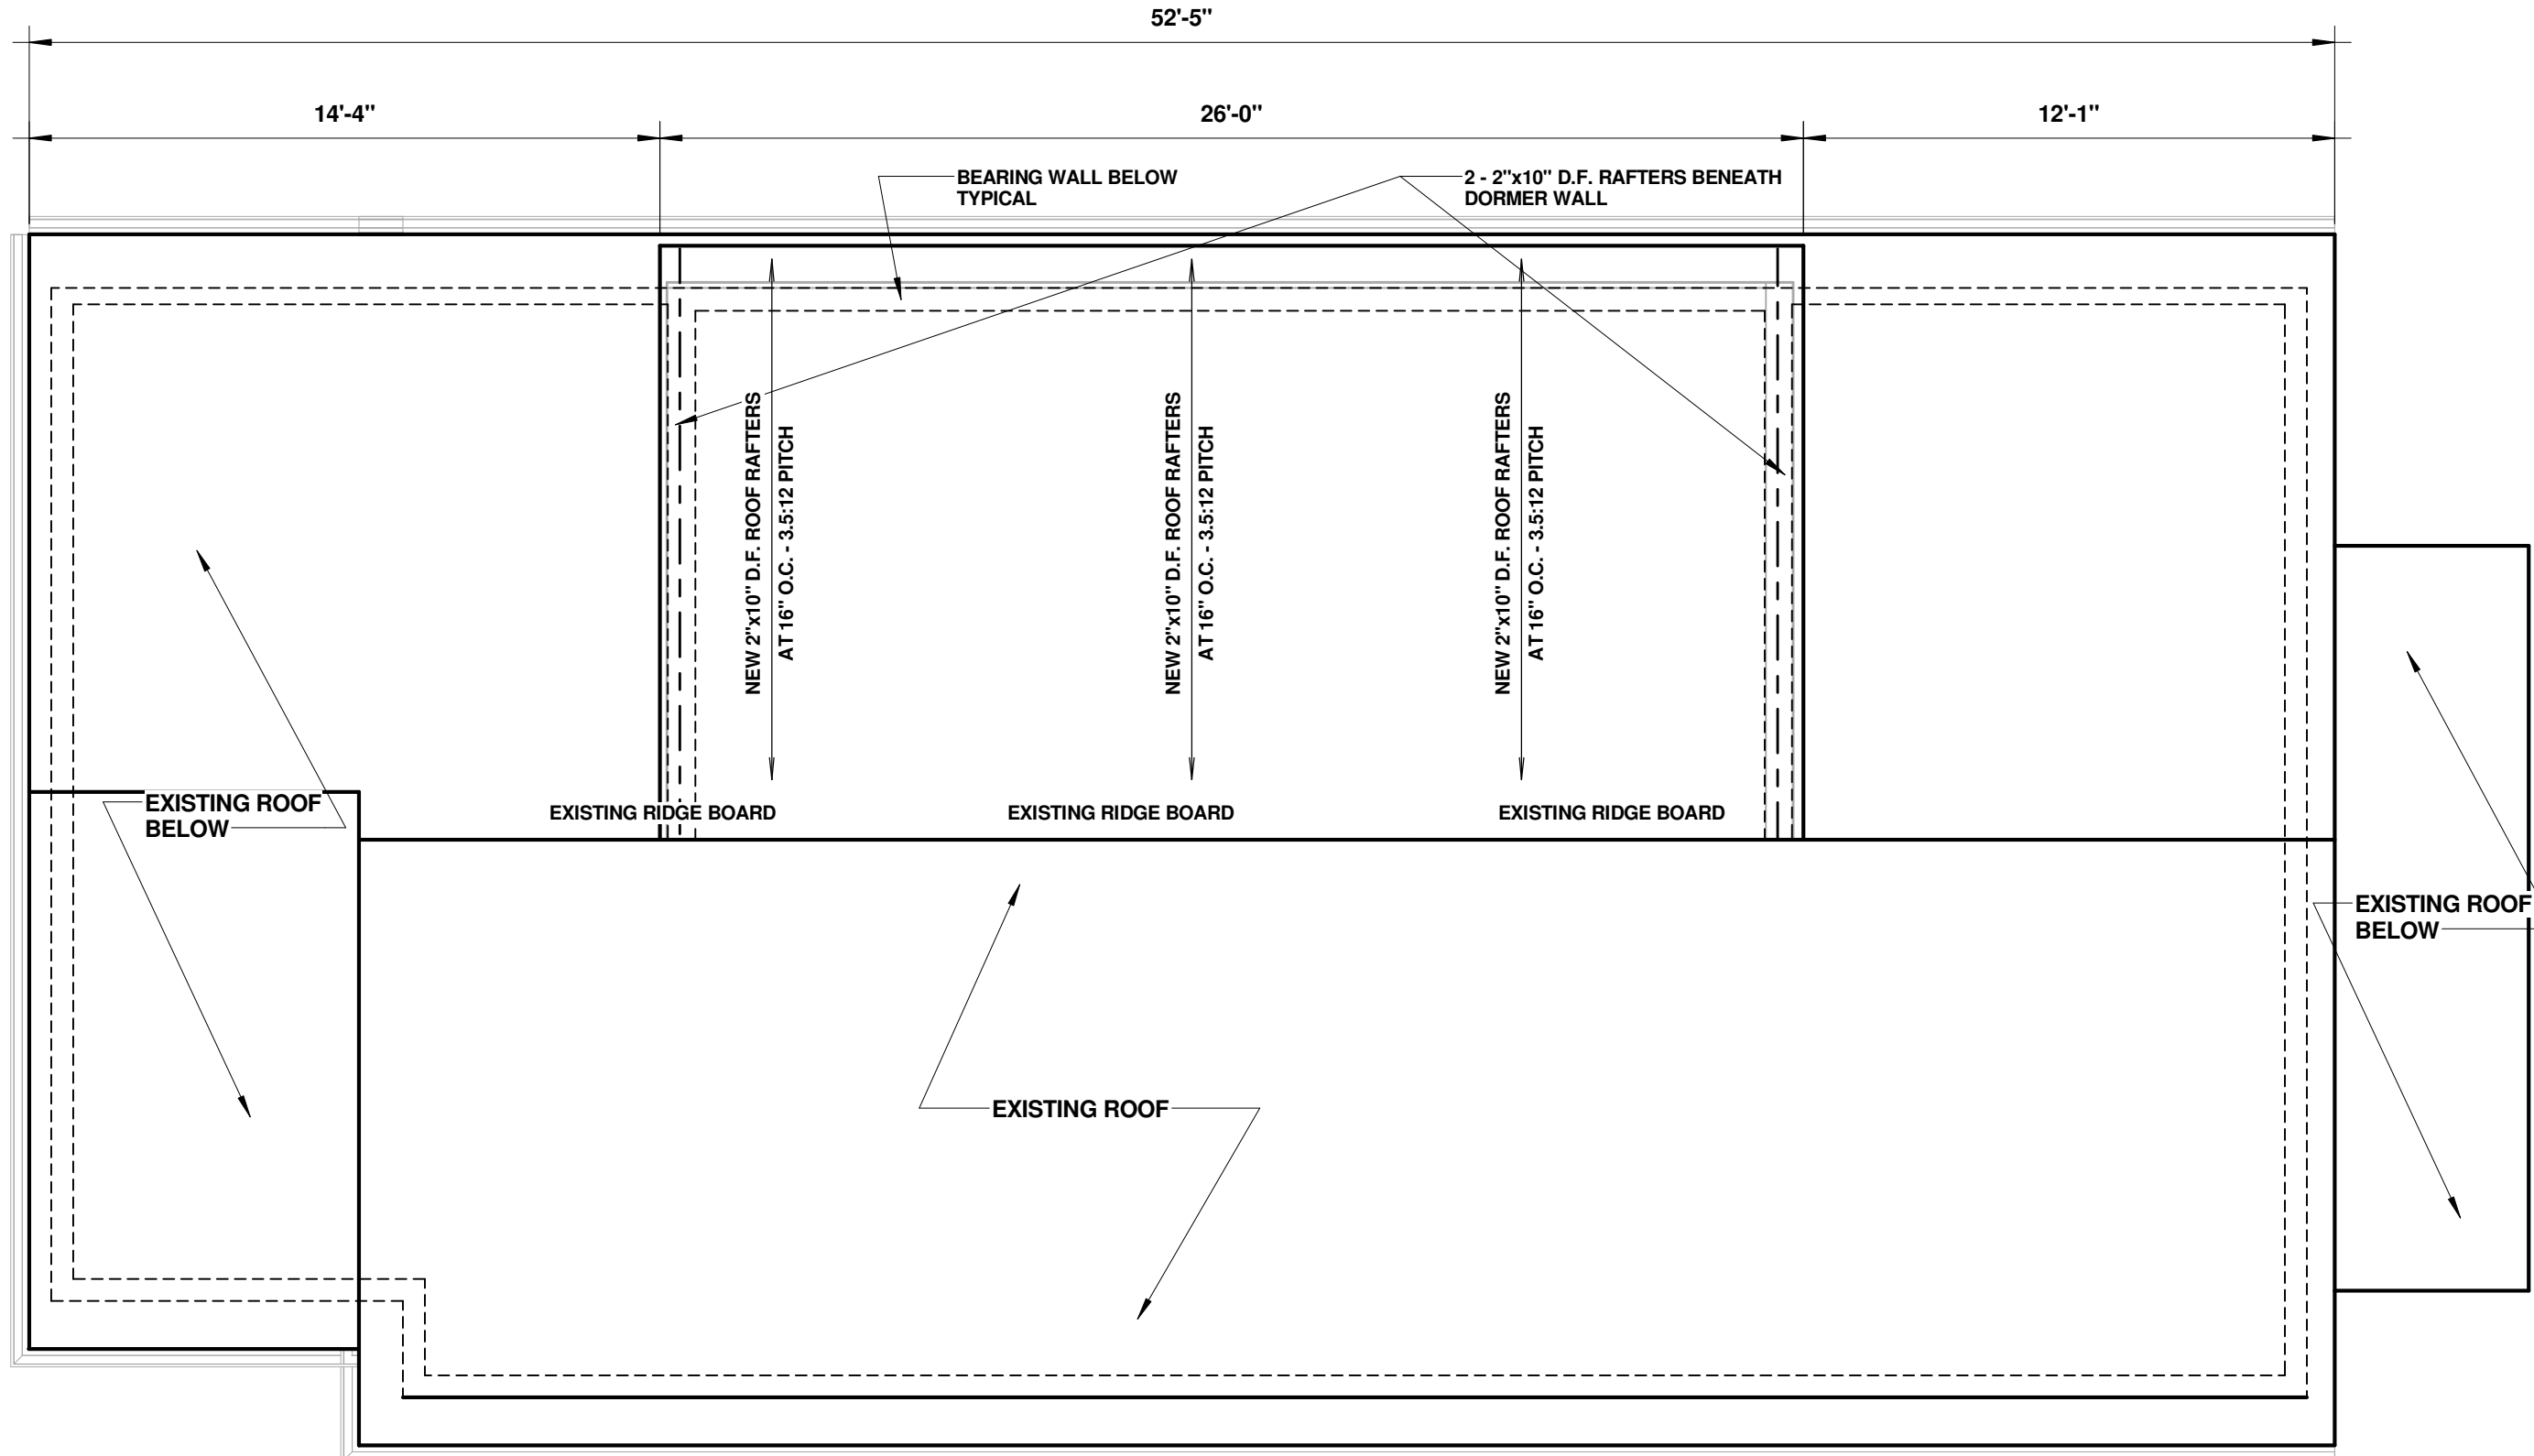 52'-5"
14'-4"
26'-0"
12'-1"
BEARING WALL BELOW
TYPICAL
2 - 2"x10" D.F. RAFTERS BENEATH
DORMER WALL
NEW 2"x10" D.F. ROOF RAFTERS
AT 16" O.C. - 3.5:12 PITCH
NEW 2"x10" D.F. ROOF RAFTERS
AT 16" O.C. - 3.5:12 PITCH
NEW 2"x10" D.F. ROOF RAFTERS
AT 16" O.C. - 3.5:12 PITCH
EXISTING ROOF
BELOW
EXISTING RIDGE BOARD
EXISTING RIDGE BOARD
EXISTING RIDGE BOARD
EXISTING ROOF
BELOW
EXISTING ROOF